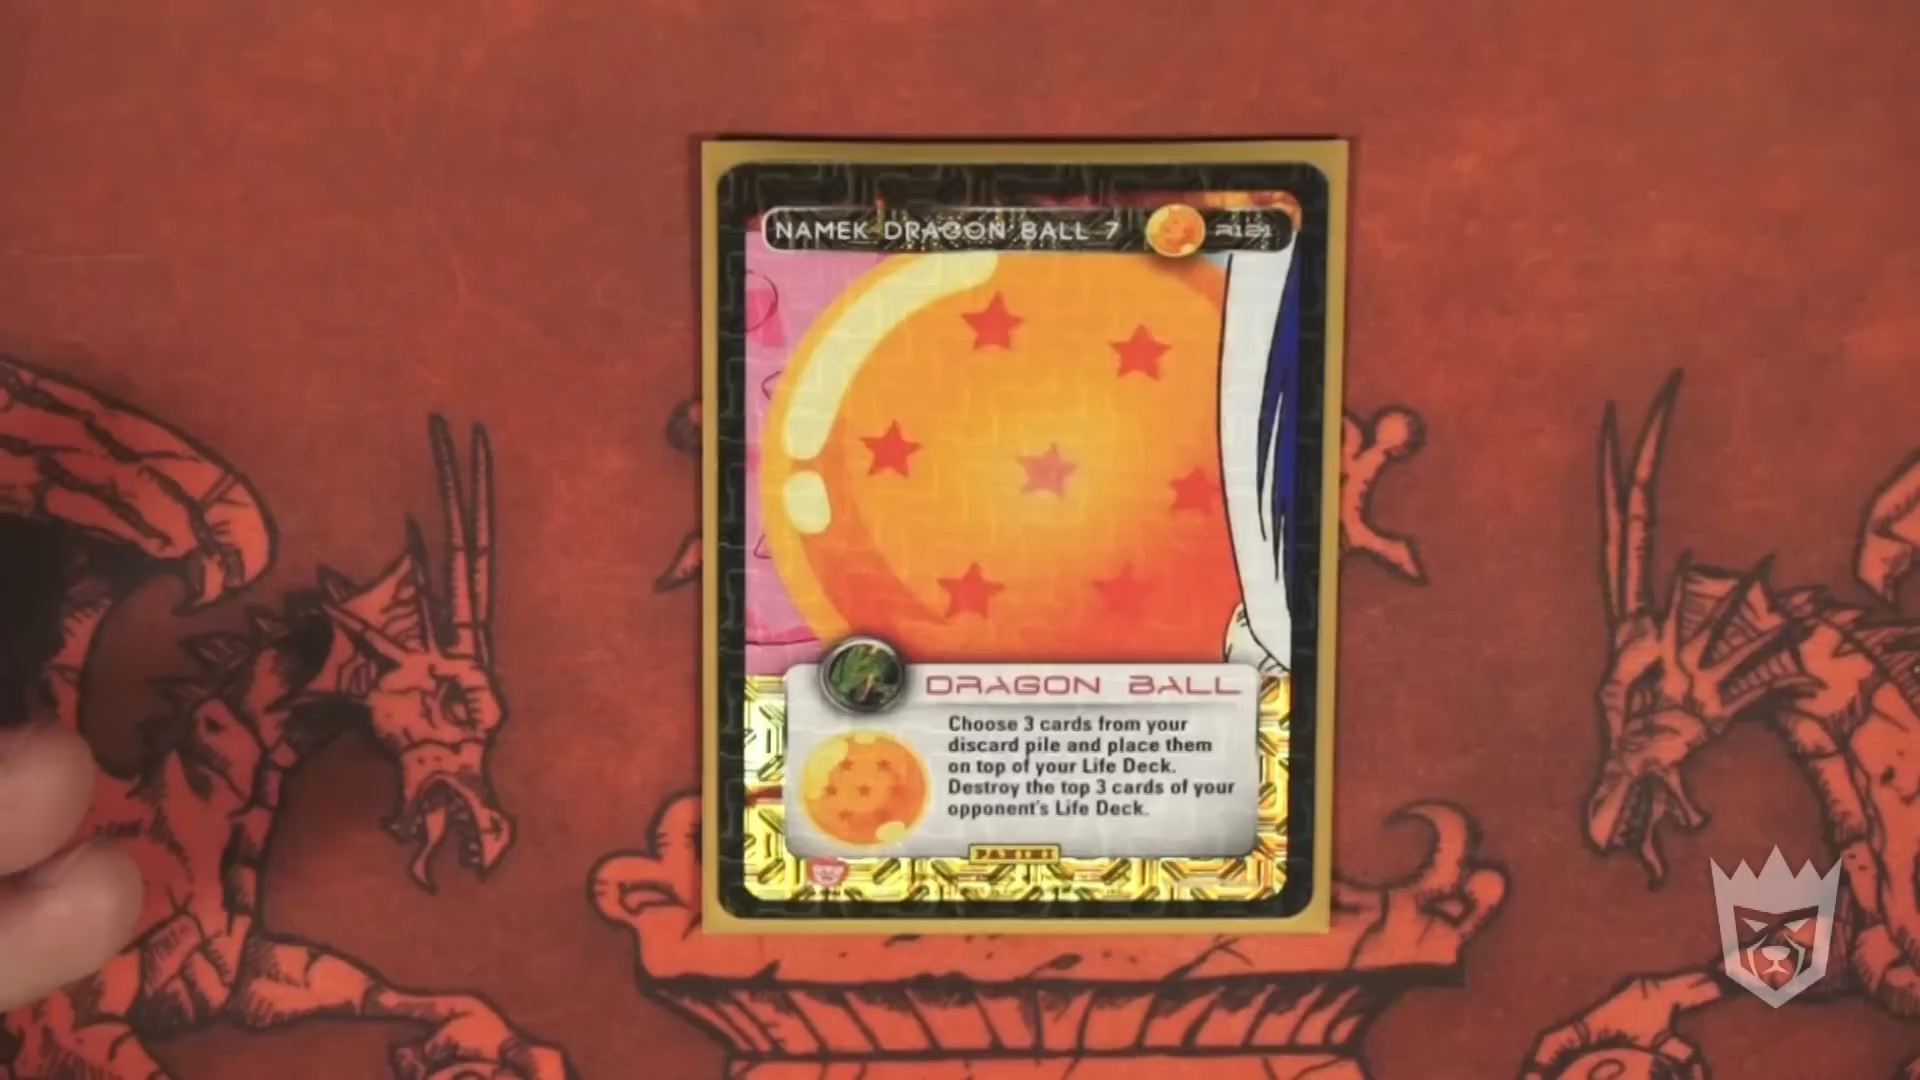 NAMEK DRAGON BALL 7 R121
DRAGON BALL
Choose 3 cards from your
discard pile and place them
on top of your Life Deck.
Destroy the top 3 cards of your
opponent's Life Deck.
PANINI